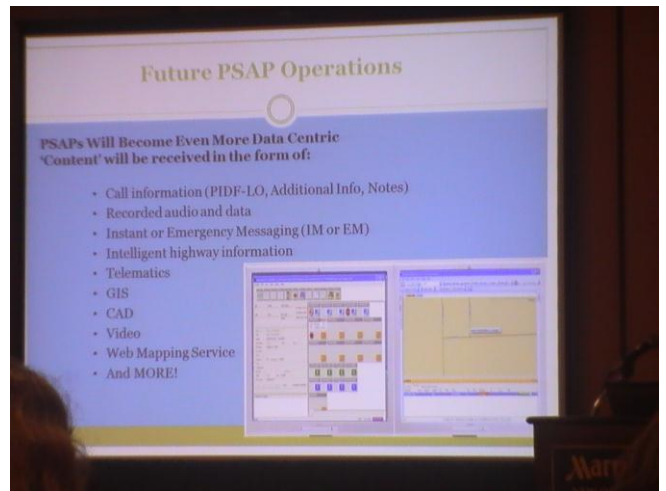 Future PSAP Operations
PSAPs Will Become Even More Data Centric
'Content' will be received in the form of:
• Call information (PIDF-LO, Additional Info, Notes)
• Recorded audio and data
• Instant or Emergency Messaging (IM or EM)
• Intelligent highway information
• Telematics
• GIS
• CAD
• Video
• Web Mapping Service
• And MORE!
Marr